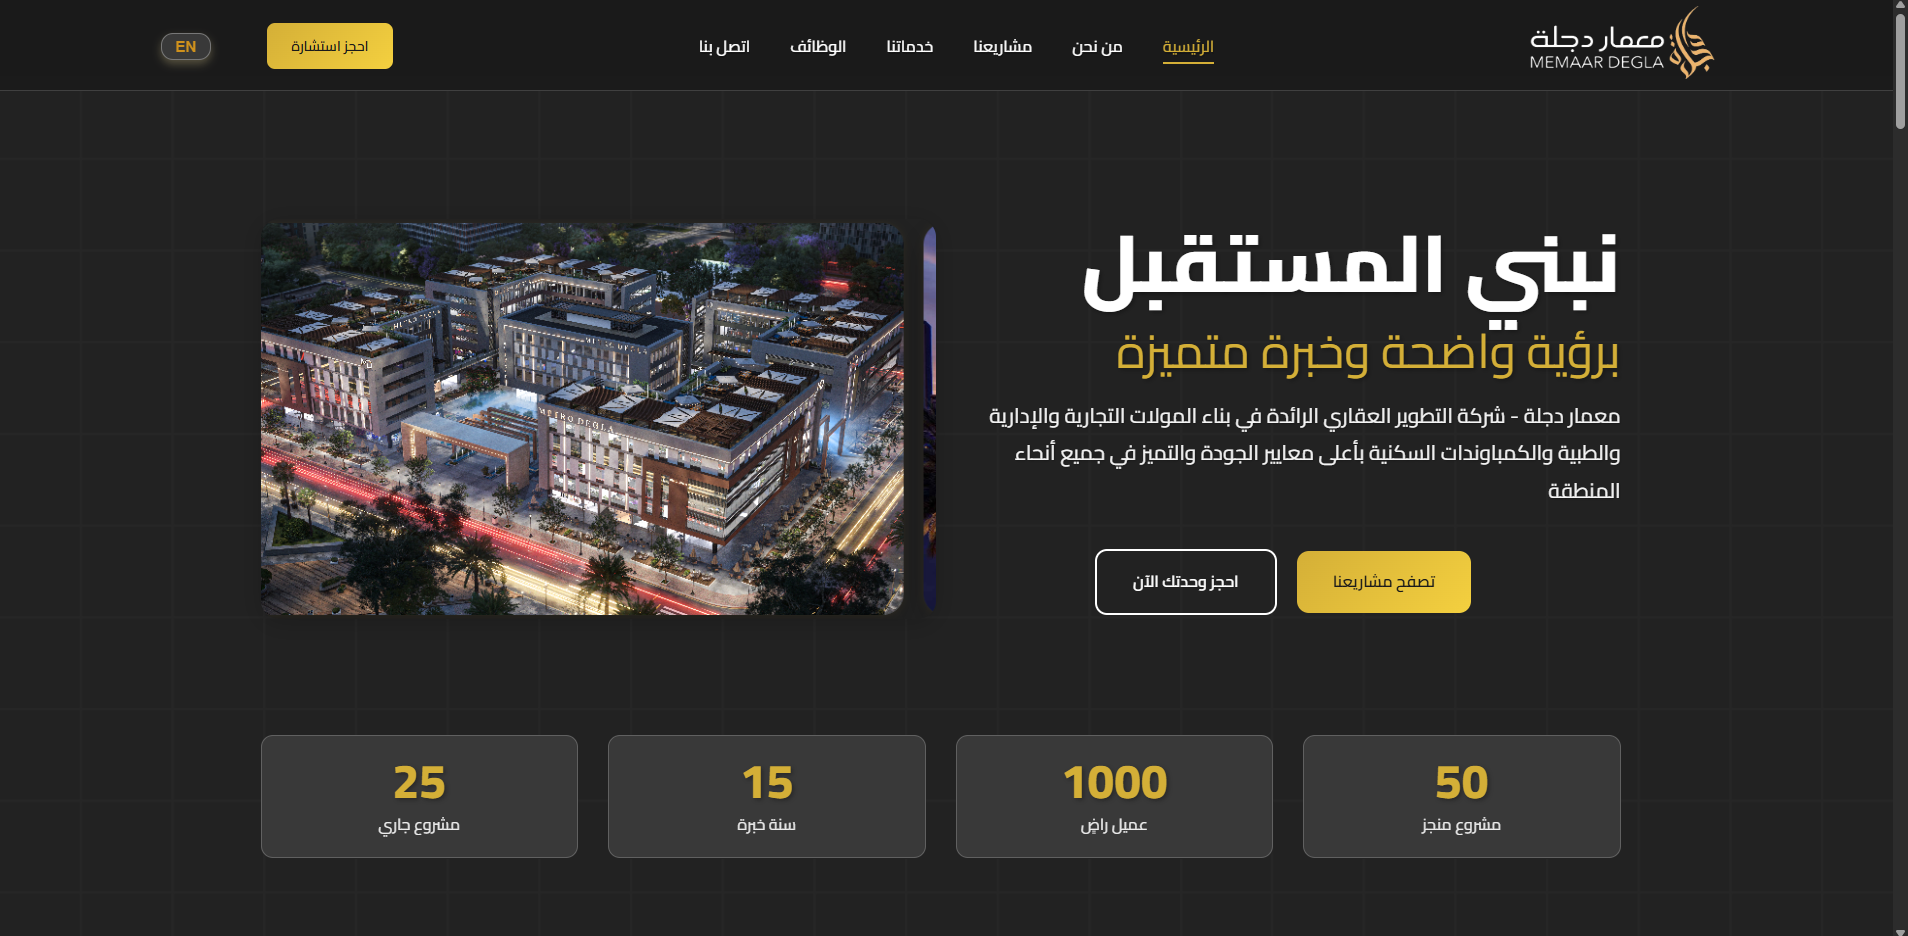 معمار دجلة
MEMAAR DEGLA
الرئيسية
من نحن
مشاريعنا
خدماتنا
الوظائف
اتصل بنا
احجز استشارة
EN
نبني المستقبل
برؤية واضحة وخبرة متميزة
معمار دجلة - شركة التطوير العقاري الرائدة في بناء المولات التجارية والإدارية
والطبية والكمباوندات السكنية بأعلى معايير الجودة والتميز في جميع أنحاء
المنطقة
تصفح مشاريعنا
احجز وحدتك الآن
METRO DEGLA
50
مشروع منجز
1000
عميل راضٍ
15
سنة خبرة
25
مشروع جاري